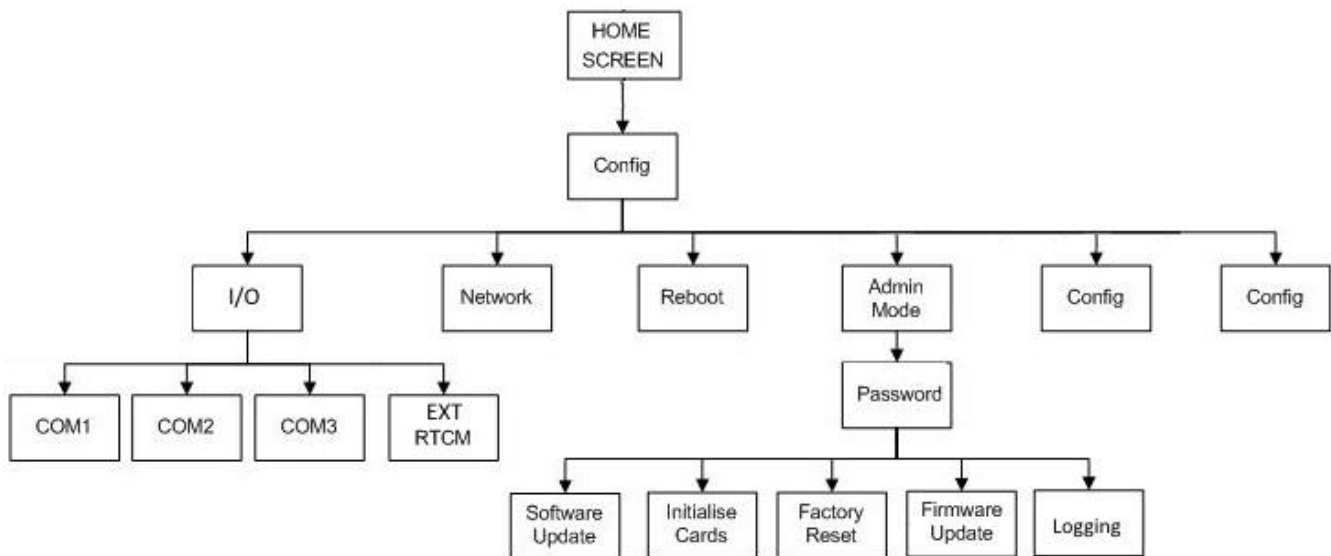 HOME
SCREEN
Config
I/O
Network
Reboot
Admin
Mode
Config
Config
Password
COM1
COM2
COM3
EXT
RTCM
Software
Update
Initialise
Cards
Factory
Reset
Firmware
Update
Logging